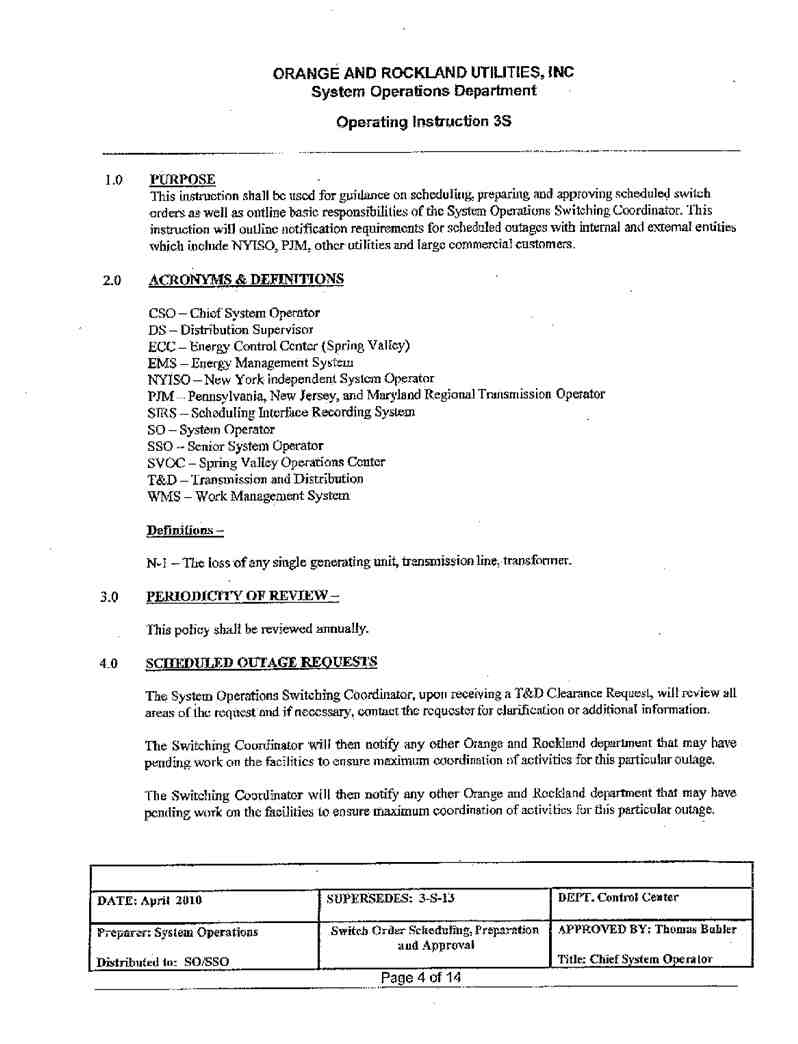 ORANGE AND ROCKLAND UTILITIES, INC
System Operations Department
Operating Instruction 3S
1.0 PURPOSE
This instruction shall be used for guidance on scheduling, preparing and approving scheduled switch
orders as well as outline basic responsibilities of the System Operations Switching Coordinator. This
instruction will outline notification requirements for scheduled outages with internal and external entities
which include NYISO, PJM, other utilities and large commercial customers.
2.0 ACRONYMS & DEFINITIONS
CSO – Chief System Operator
DS – Distribution Supervisor
ECC – Energy Control Center (Spring Valley)
EMS – Energy Management System
NYISO – New York independent System Operator
PJM – Pennsylvania, New Jersey, and Maryland Regional Transmission Operator
SIRS – Scheduling Interface Recording System
SO – System Operator
SSO – Senior System Operator
SVOC – Spring Valley Operations Center
T&D – Transmission and Distribution
WMS – Work Management System
Definitions –
N-1 – The loss of any single generating unit, transmission line, transformer.
3.0 PERIODICITY OF REVIEW –
This policy shall be reviewed annually.
4.0 SCHEDULED OUTAGE REQUESTS
The System Operations Switching Coordinator, upon receiving a T&D Clearance Request, will review all
areas of the request and if necessary, contact the requester for clarification or additional information.
The Switching Coordinator will then notify any other Orange and Rockland department that may have
pending work on the facilities to ensure maximum coordination of activities for this particular outage.
The Switching Coordinator will then notify any other Orange and Rockland department that may have
pending work on the facilities to ensure maximum coordination of activities for this particular outage.
DATE: April 2010
SUPERSEDES: 3-S-13
DEPT. Control Center
Preparer: System Operations
Distributed to: SO/SSO
Switch Order Scheduling, Preparation
and Approval
APPROVED BY: Thomas Buhler
Title: Chief System Operator
Page 4 of 14